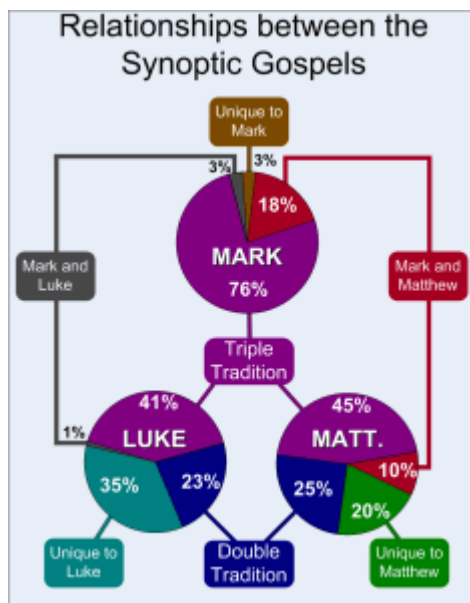 Relationships between the
Synoptic Gospels
Unique to
Mark
3%
3%
18%
MARK
76%
Mark and
Luke
Mark and
Matthew
Triple
Tradition
41%
45%
1%
LUKE
MATT.
35%
23%
25%
10%
20%
Unique to
Luke
Double
Tradition
Unique to
Matthew